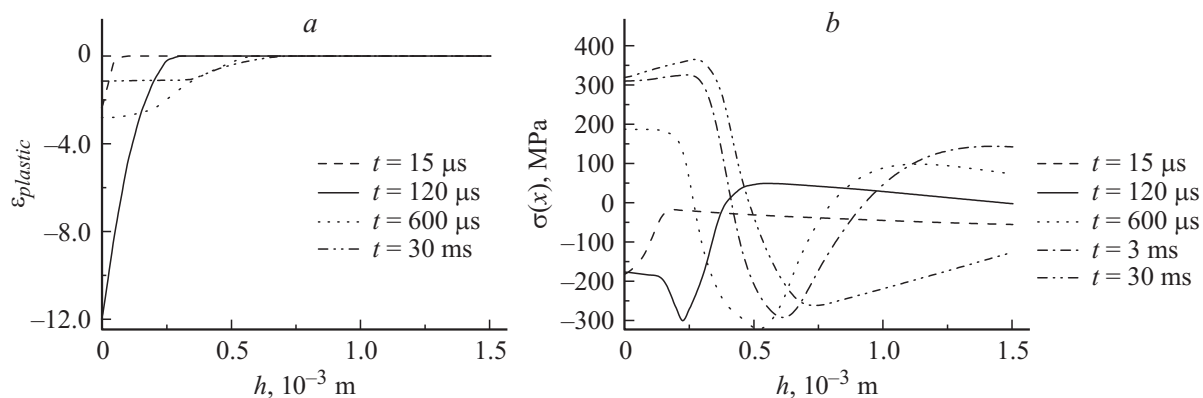 a
0
−4.0
−8.0
−12.0
ε_plastic
t = 15 μs
t = 120 μs
t = 600 μs
t = 30 ms
0
0.5
1.0
1.5
h, 10⁻³ m
b
400
300
200
100
0
−100
−200
−300
σ(x), MPa
t = 15 μs
t = 120 μs
t = 600 μs
t = 3 ms
t = 30 ms
0
0.5
1.0
1.5
h, 10⁻³ m